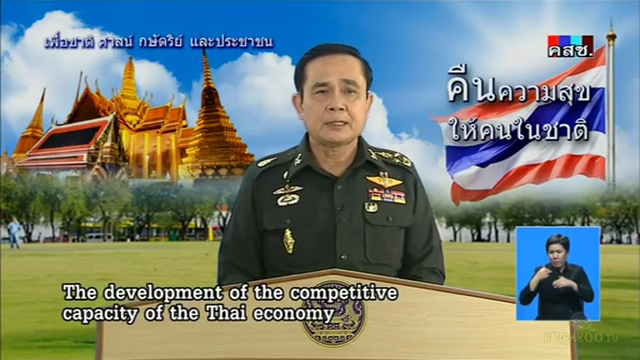 เพื่อชาติ ศาสน์ กษัตริย์ และประชาชน
คสช.
คืนความสุข
ให้คนในชาติ
The development of the competitive
capacity of the Thai economy
BUGABOO.TV